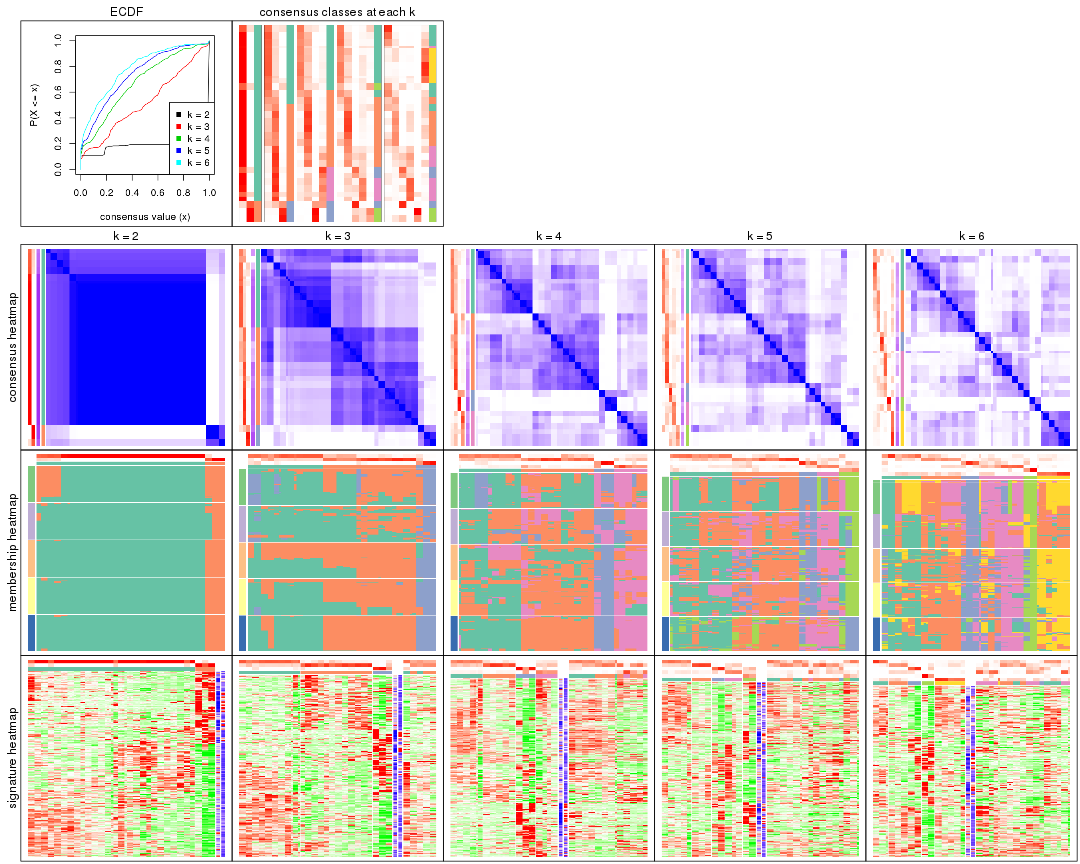 ECDF
consensus classes at each k
P(X <= x)
0.0 0.2 0.4 0.6 0.8 1.0
k = 2
k = 3
k = 4
k = 5
k = 6
0.0 0.2 0.4 0.6 0.8 1.0
consensus value (x)
k = 2 k = 3 k = 4 k = 5 k = 6
consensus heatmap
membership heatmap
signature heatmap